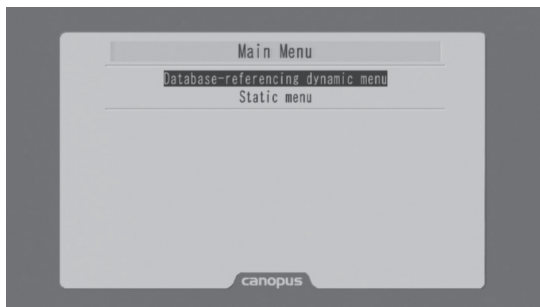 Main Menu
Database-referencing dynamic menu
Static menu
canopus